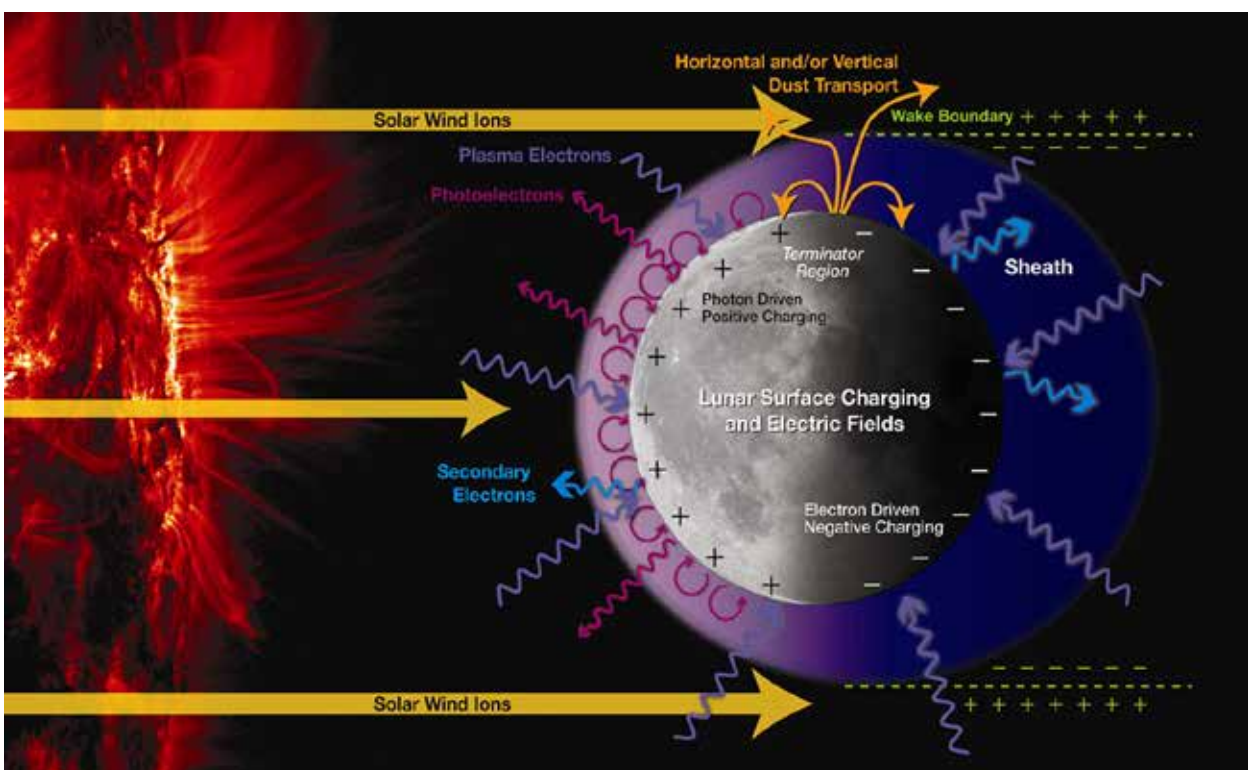 Horizontal and/or Vertical
Dust Transport
Solar Wind Ions
Wake Boundary + + + + +
– – – – –
Plasma Electrons
Photoelectrons
+
–
Terminator
Region
Sheath
+
–
Photon Driven
Positive Charging
+
–
+
–
Lunar Surface Charging
and Electric Fields
+
–
Secondary
Electrons
+
–
Electron Driven
Negative Charging
+
–
+
–
+
–
– – – – – –
Solar Wind Ions
+ + + + + + +